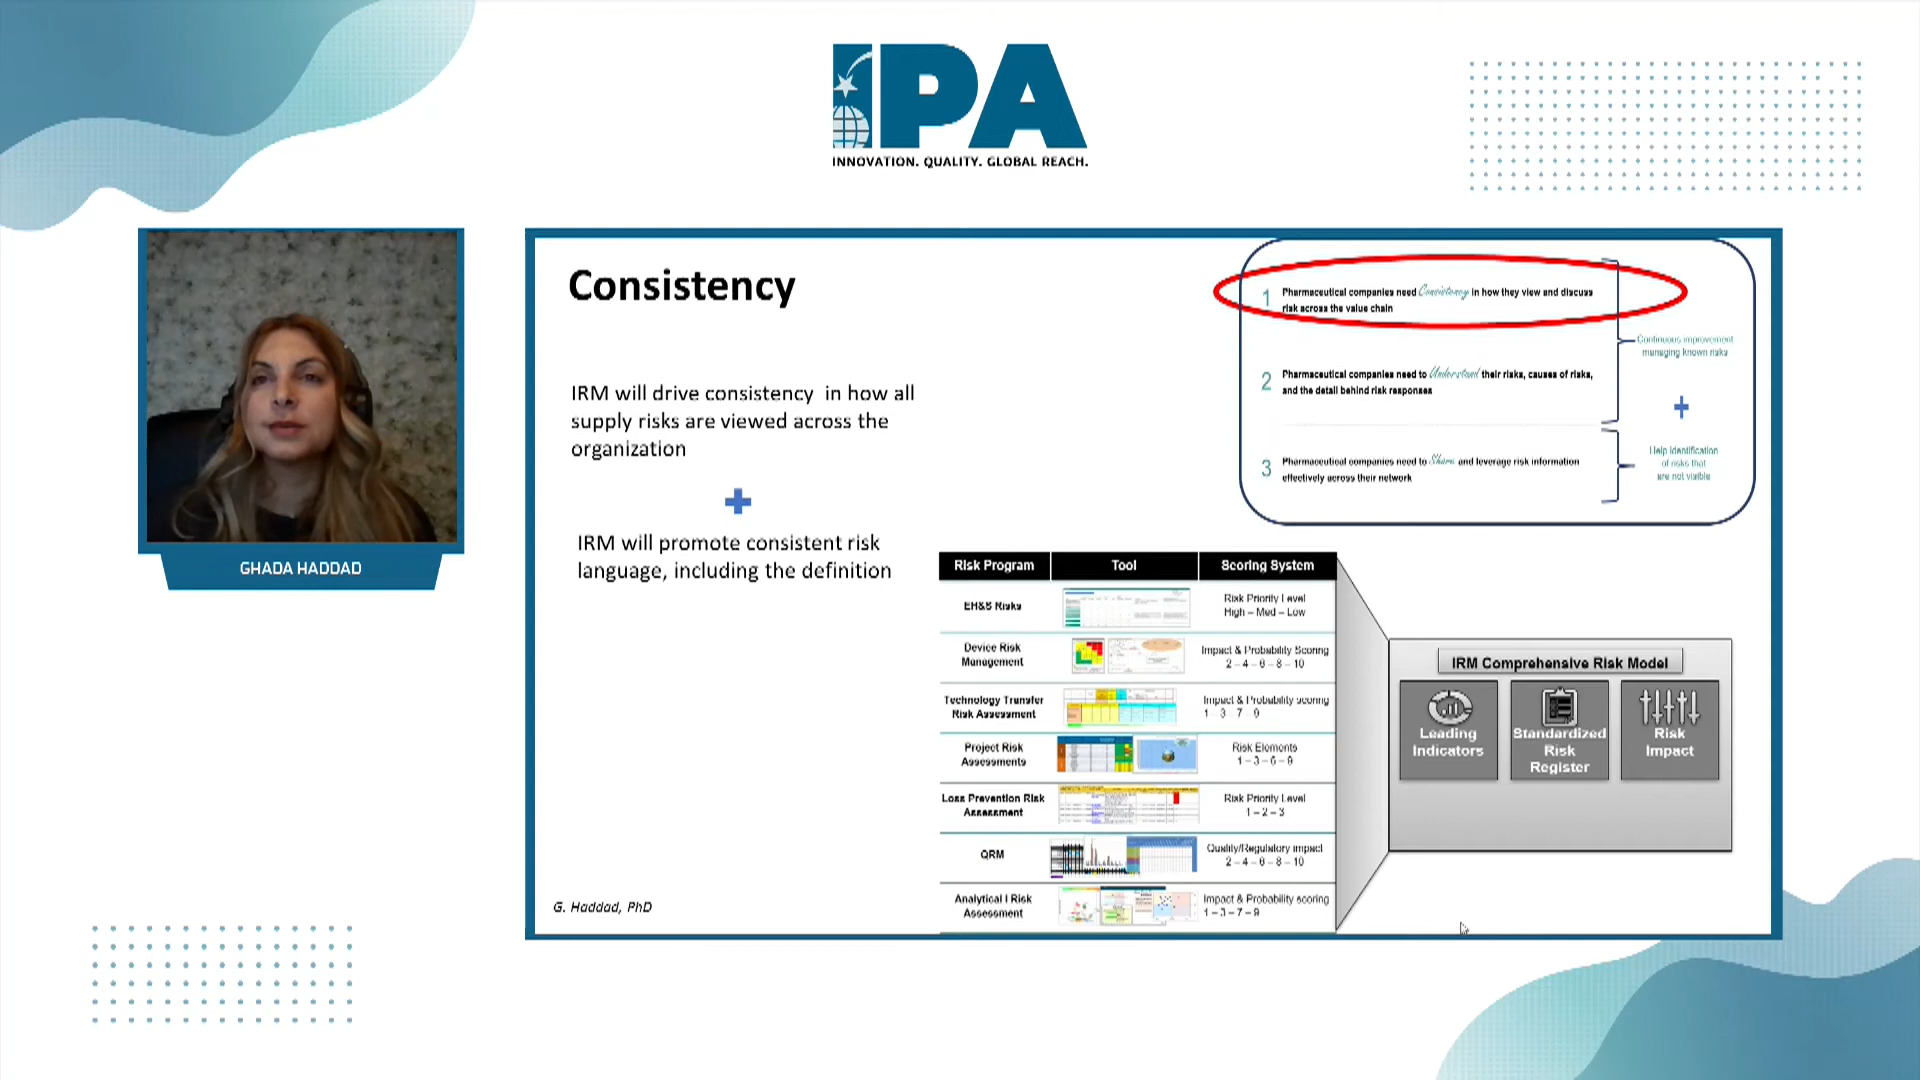 IPA
INNOVATION. QUALITY. GLOBAL REACH.
GHADA HADDAD
Consistency
IRM will drive consistency in how all
supply risks are viewed across the
organization
IRM will promote consistent risk
language, including the definition
G. Haddad, PhD
1
Pharmaceutical companies need Consistency in how they view and discuss
risk across the value chain
2
Pharmaceutical companies need to Understand their risks, causes of risks,
and the detail behind risk responses
3
Pharmaceutical companies need to Share and leverage risk information
effectively across their network
Continuous improvement
managing known risks
+
Help identification
of risks that
are not visible
Risk Program Tool Scoring System
EH&S Risks
Risk Priority Level
High – Med – Low
Device Risk
Management
Impact & Probability Scoring
2 – 4 – 6 – 8 – 10
Technology Transfer
Risk Assessment
Impact & Probability scoring
1 3 7 9
Project Risk
Assessments
Risk Elements
1 – 3 – 6 – 9
Loss Prevention Risk
Assessment
Risk Priority Level
1 – 2 – 3
QRM
Quality/Regulatory impact
2 – 4 – 6 – 8 – 10
Analytical Risk
Assessment
Impact & Probability scoring
1 – 3 – 7 – 9
IRM Comprehensive Risk Model
Leading
Indicators
Standardized
Risk
Register
Risk
Impact